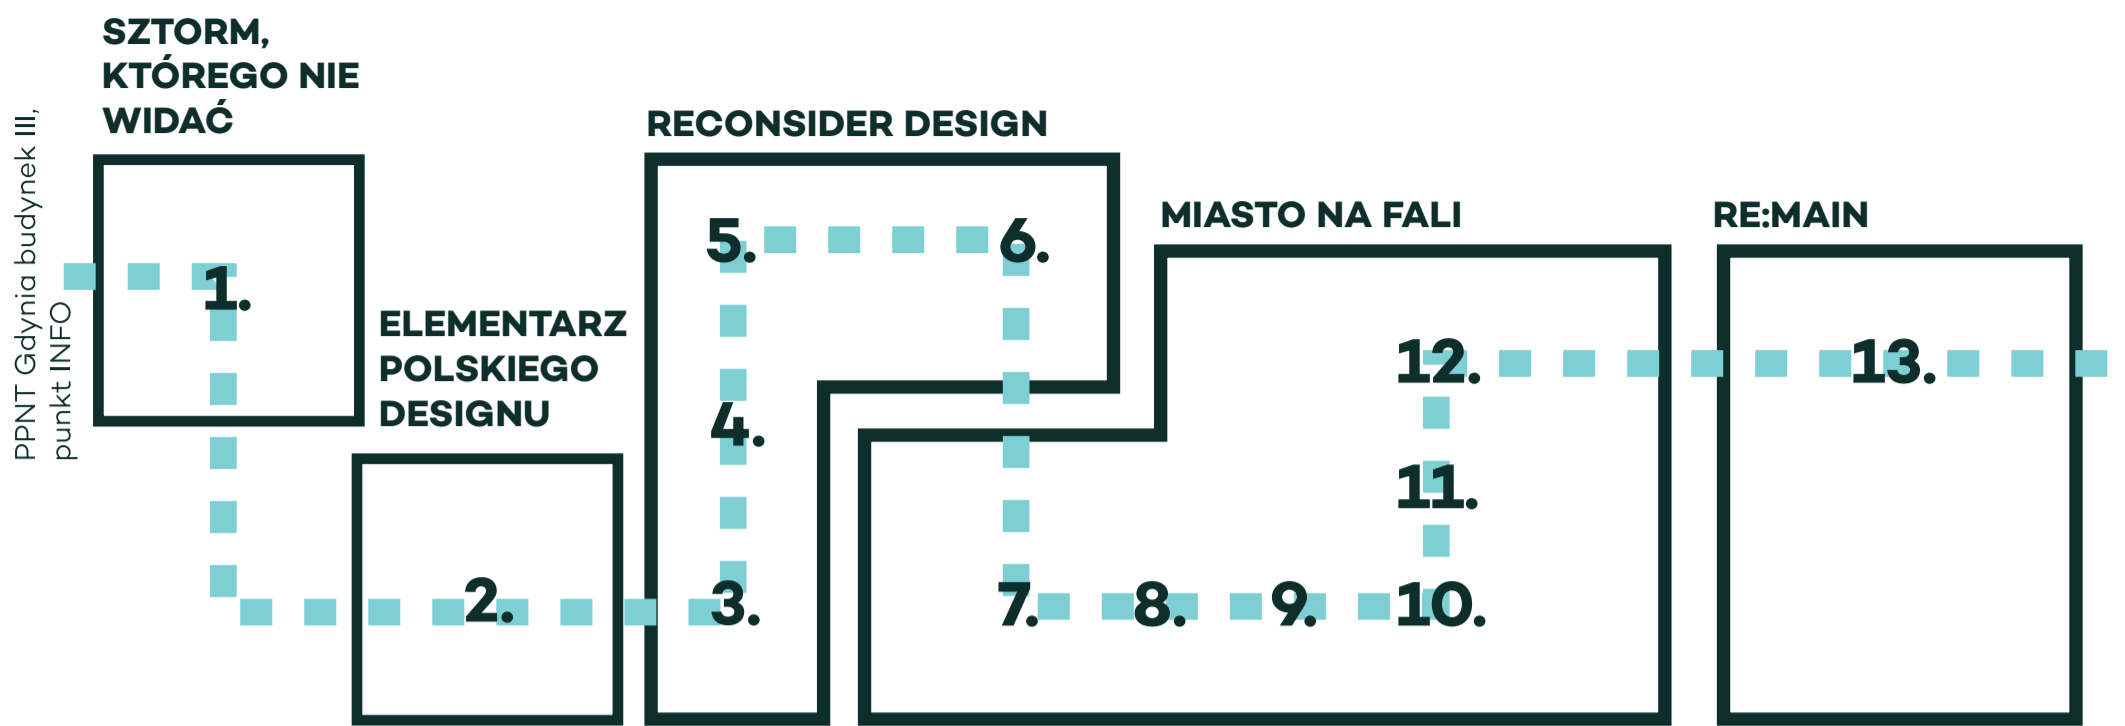 PPNT Gdynia budynek III,
punkt INFO
SZTORM,
KTÓREGO NIE
WIDAĆ
1.
ELEMENTARZ
POLSKIEGO
DESIGNU
2.
RECONSIDER DESIGN
3.
4.
5.
6.
MIASTO NA FALI
7.
8.
9.
10.
11.
12.
RE:MAIN
13.